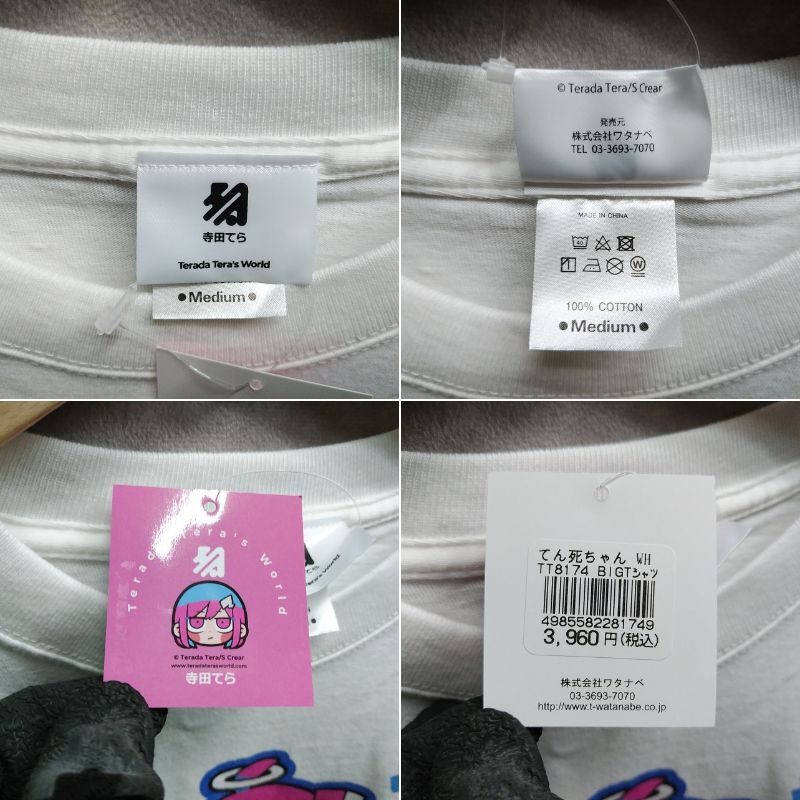 寺田てら
Terada Tera's World
•Medium•
© Terada Tera/S Crear
発売元
株式会社ワタナベ
TEL 03-3693-7070
MADE IN CHINA
40
W
100% COTTON
•Medium•
Terada Tera's World
© Terada Tera/S Crear
www.teradaterasworld.com
寺田てら
てん死ちゃん WH
TT8174 BIGTシャツ
4985582281749
3,960円(税込)
株式会社ワタナベ
03-3693-7070
http://www.t-watanabe.co.jp